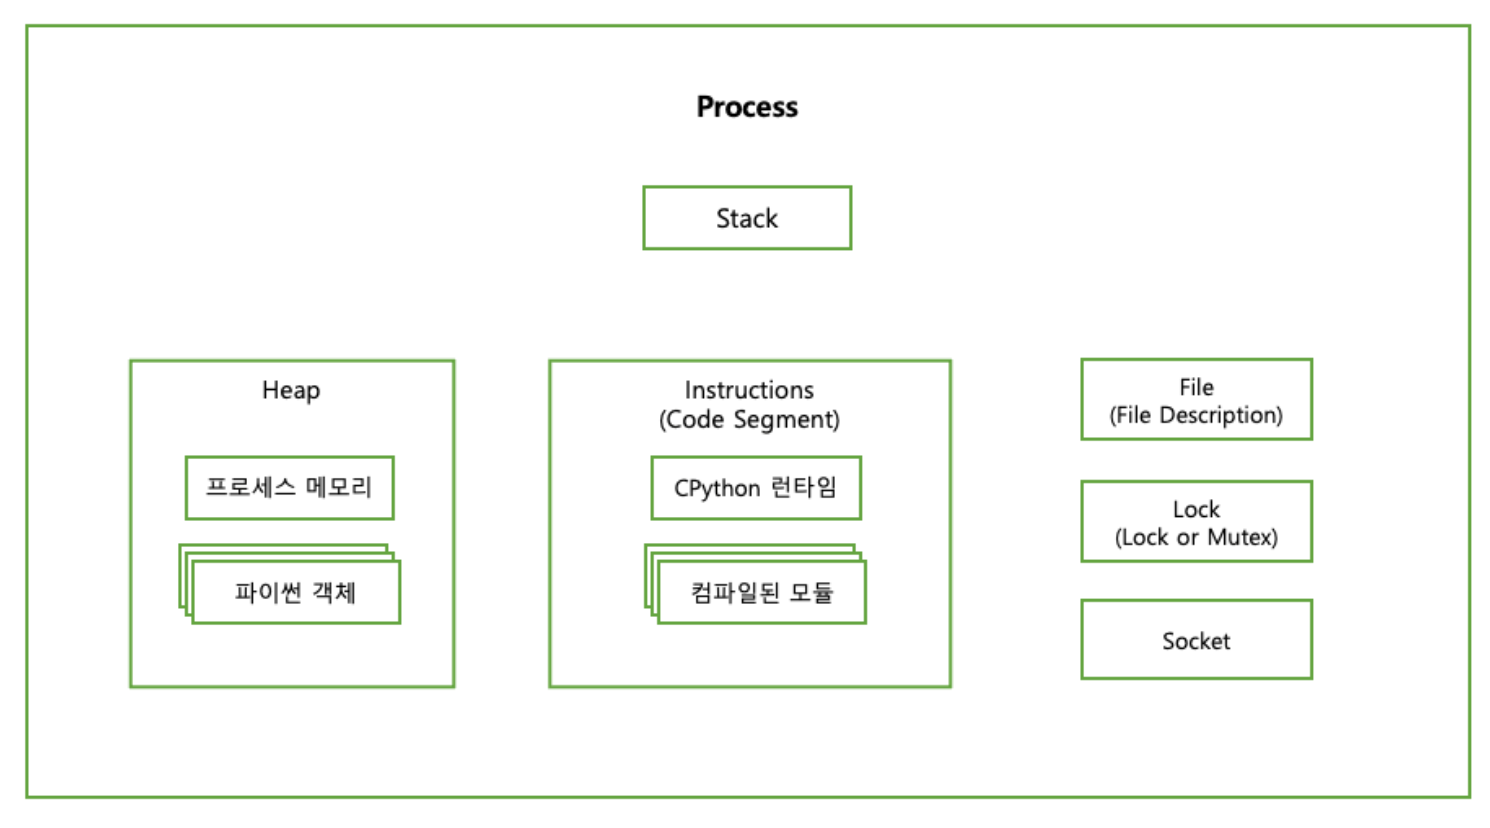 Process
Stack
Heap
프로세스 메모리
파이썬 객체
Instructions
(Code Segment)
CPython 런타임
컴파일된 모듈
File
(File Description)
Lock
(Lock or Mutex)
Socket